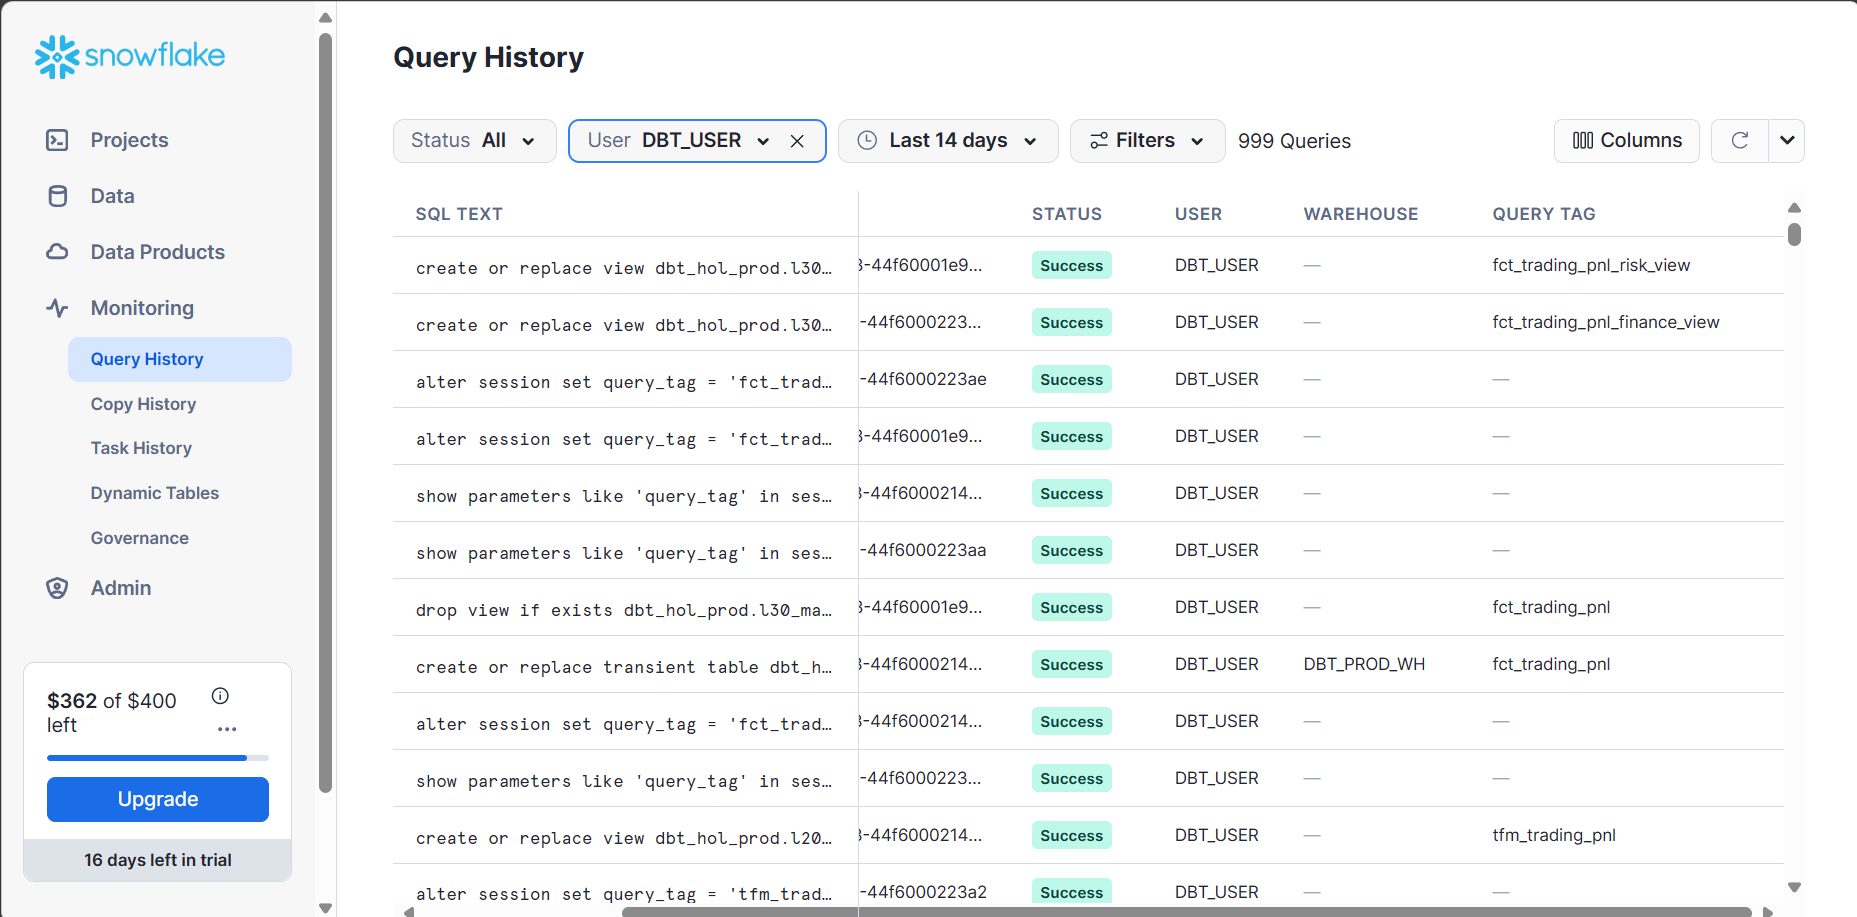 snowflake
Projects
Data
Data Products
Monitoring
Query History
Copy History
Task History
Dynamic Tables
Governance
Admin
$362 of $400
left
Upgrade
16 days left in trial
Query History
Status All User DBT_USER Last 14 days Filters 999 Queries Columns
SQL TEXT STATUS USER WAREHOUSE QUERY TAG
create or replace view dbt_hol_prod.l30… 3-44f60001e9... Success DBT_USER — fct_trading_pnl_risk_view
create or replace view dbt_hol_prod.l30… -44f6000223... Success DBT_USER — fct_trading_pnl_finance_view
alter session set query_tag = 'fct_trad… -44f6000223ae Success DBT_USER — —
alter session set query_tag = 'fct_trad… 3-44f60001e9... Success DBT_USER — —
show parameters like 'query_tag' in ses… 3-44f6000214... Success DBT_USER — —
show parameters like 'query_tag' in ses… -44f6000223aa Success DBT_USER — —
drop view if exists dbt_hol_prod.l30_ma… 3-44f60001e9... Success DBT_USER — fct_trading_pnl
create or replace transient table dbt_h… 3-44f6000214... Success DBT_USER DBT_PROD_WH fct_trading_pnl
alter session set query_tag = 'fct_trad… 3-44f6000214... Success DBT_USER — —
show parameters like 'query_tag' in ses… -44f6000223... Success DBT_USER — —
create or replace view dbt_hol_prod.l20… 3-44f6000214... Success DBT_USER — tfm_trading_pnl
alter session set query_tag = 'tfm_trad… -44f6000223a2 Success DBT_USER — —